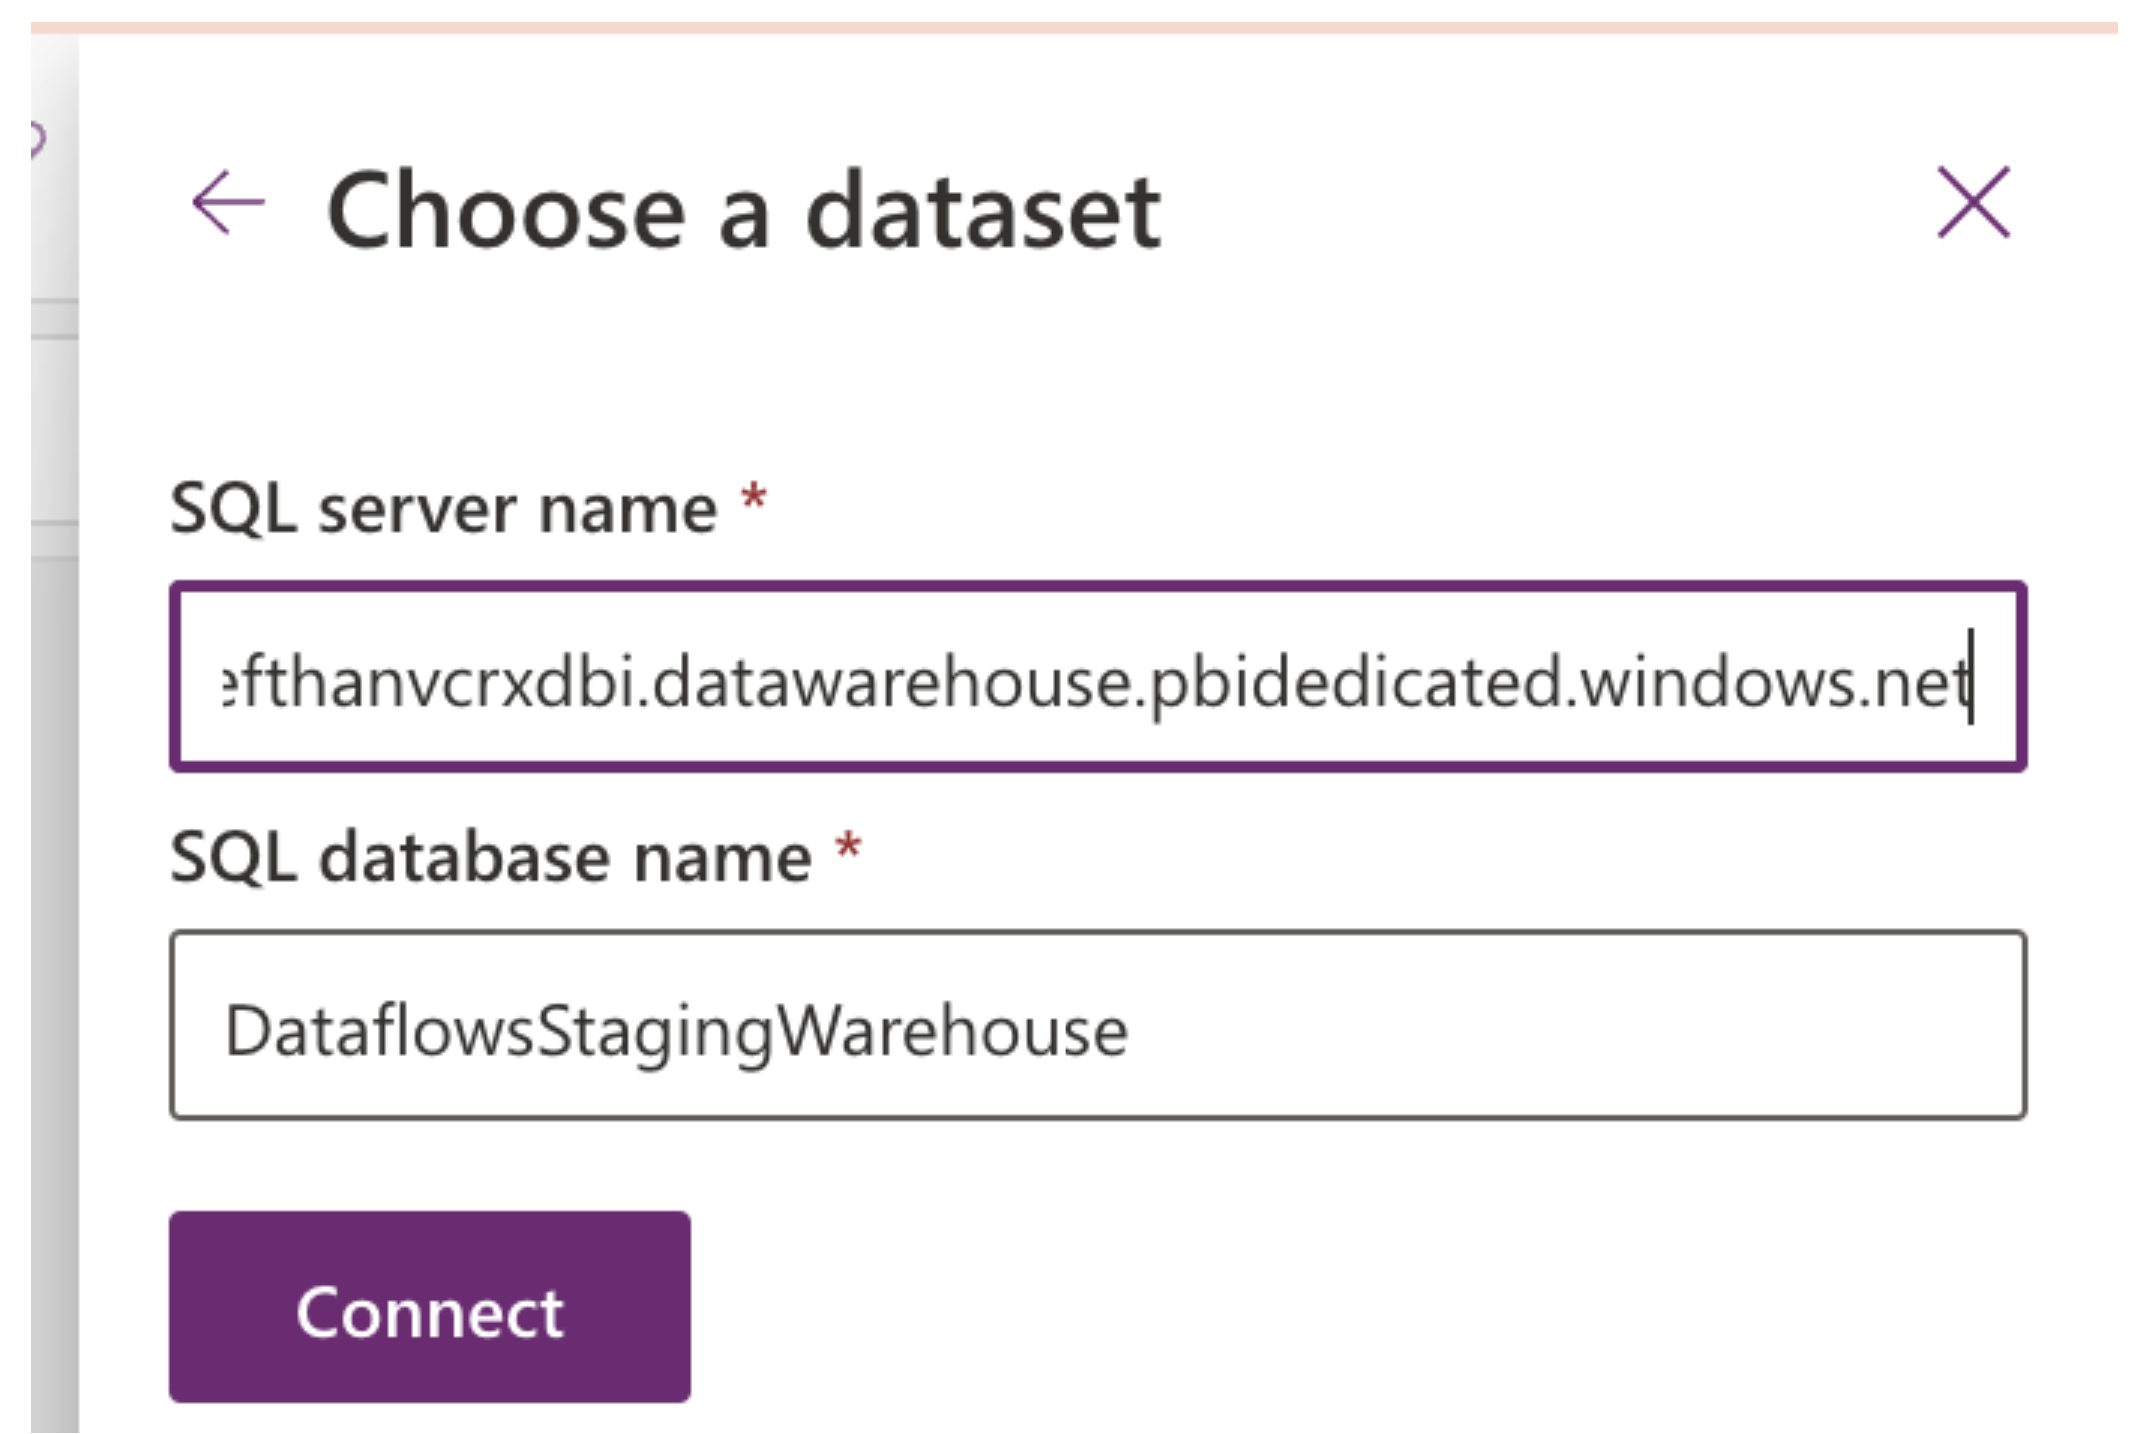 Choose a dataset
SQL server name *
efthanvcrxdbi.datawarehouse.pbidedicated.windows.net
SQL database name *
DataflowsStagingWarehouse
Connect